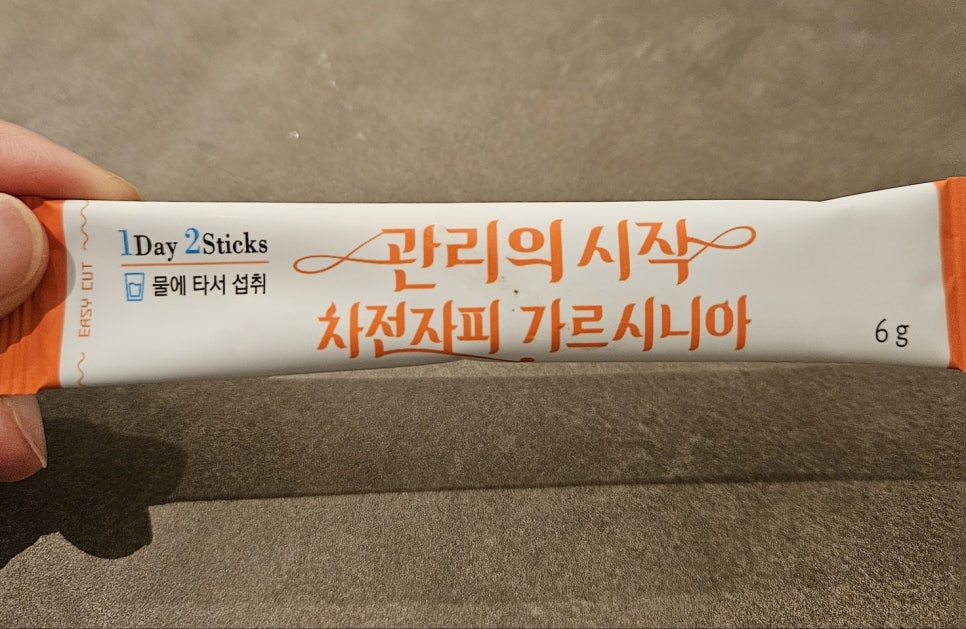 1Day 2Sticks
물에 타서 섭취
EASY CUT
관리의 시작
차전자피 가르시니아
6 g